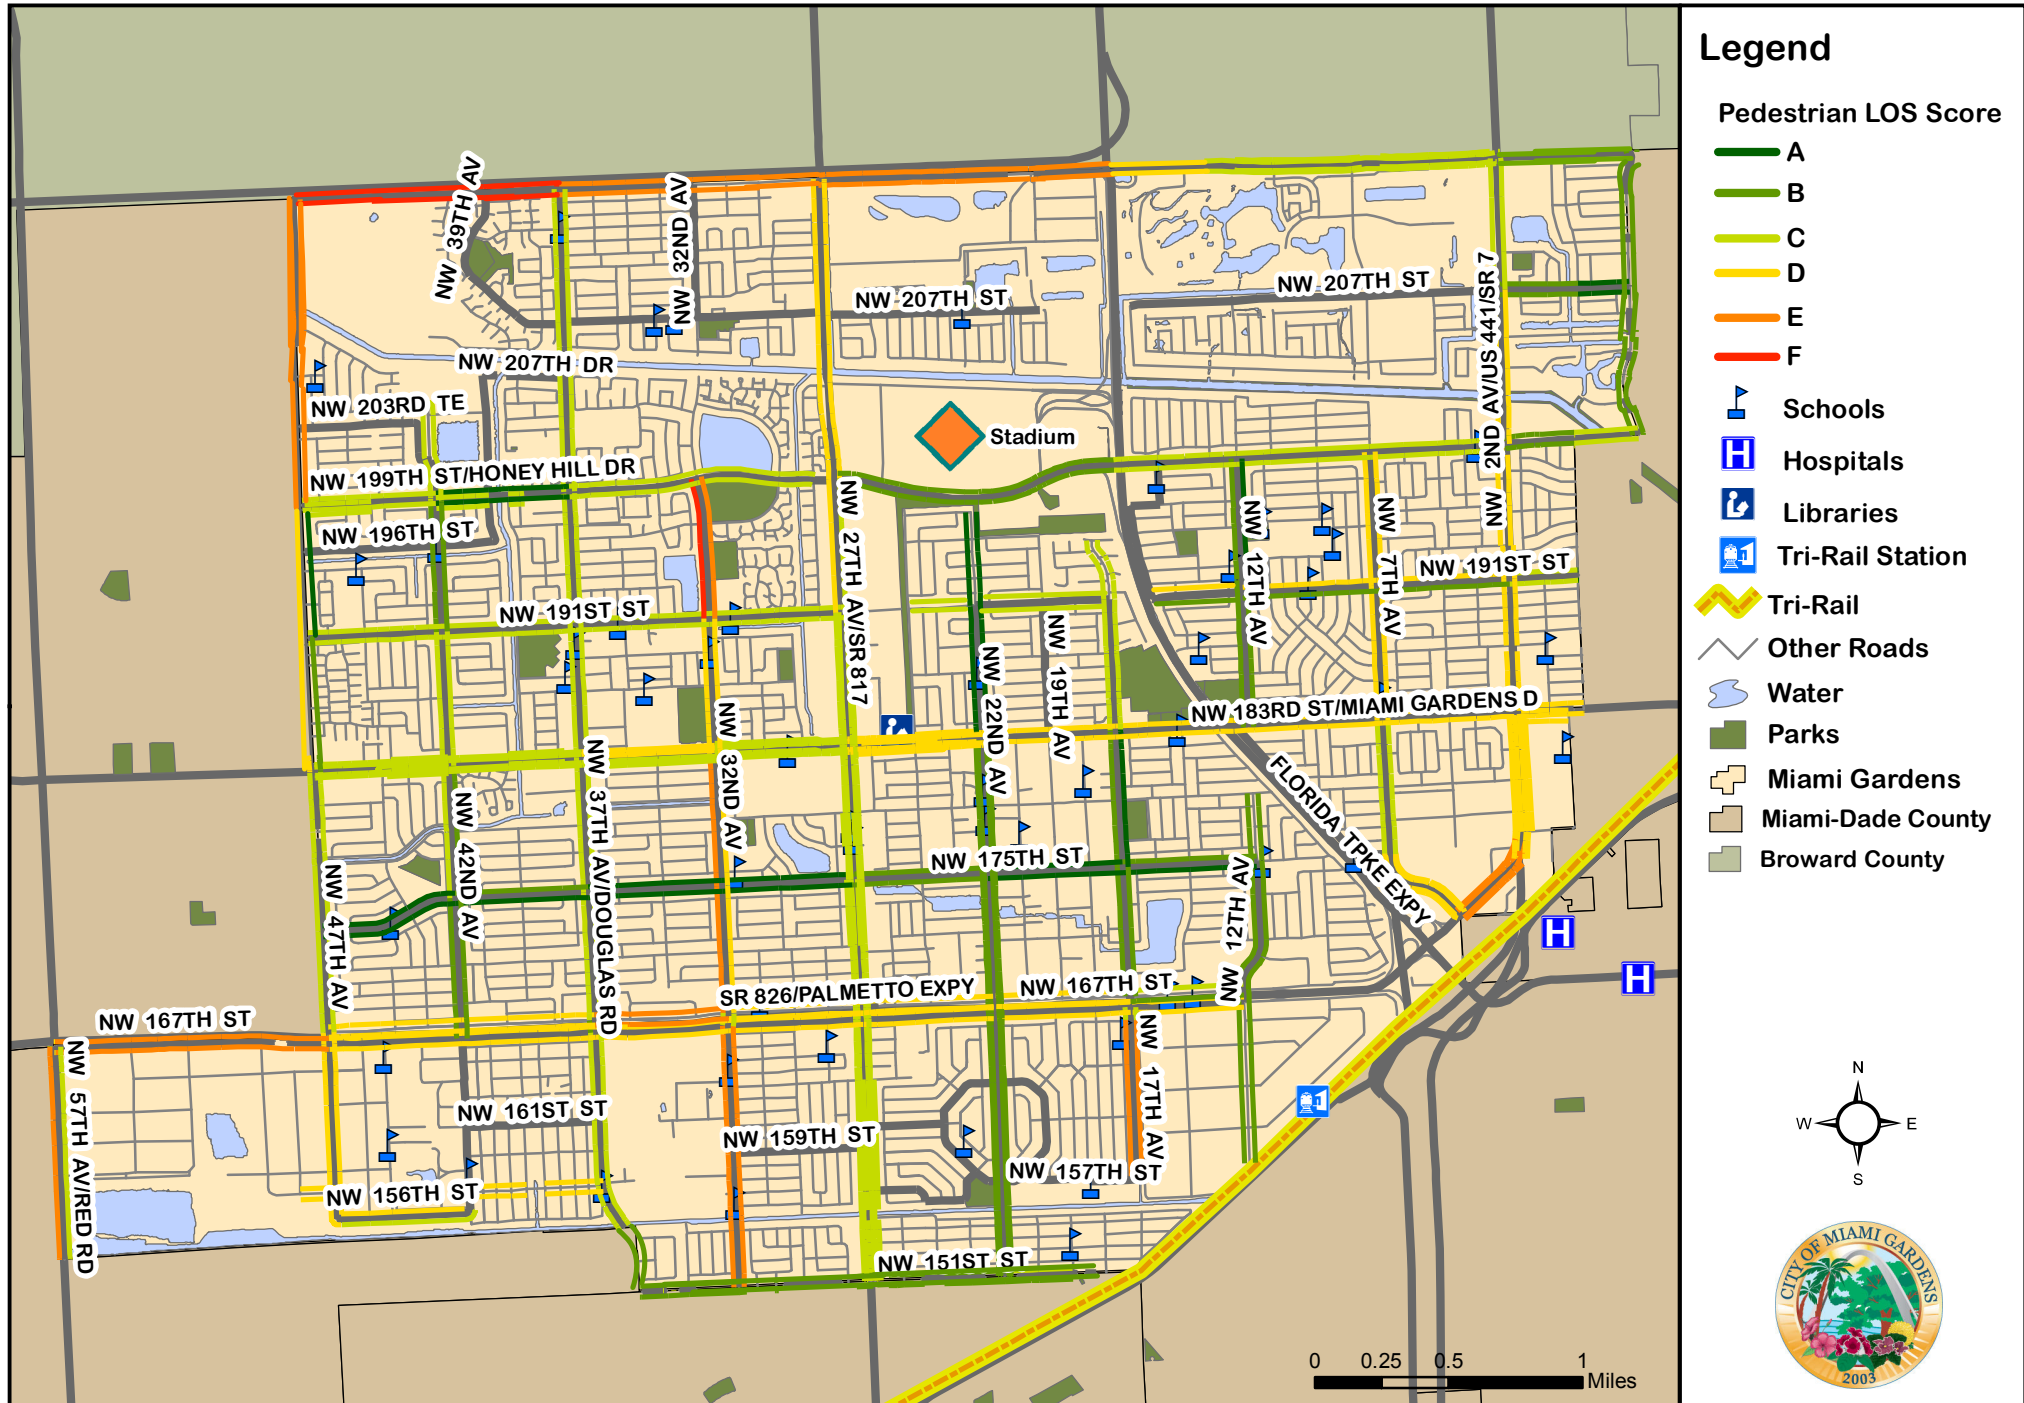 NW 39TH AV
NW 32ND AV
NW 207TH ST
NW 207TH ST
NW 2ND AV/US 441/SR 7
NW 207TH DR
NW 203RD TE
Stadium
NW 199TH ST/HONEY HILL DR
NW 196TH ST
NW 27TH AV/SR 817
NW 12TH AV
NW 7TH AV
NW 191ST ST
NW 191ST ST
NW 19TH AV
NW 22ND AV
NW 183RD ST/MIAMI GARDENS D
NW 32ND AV
NW 37TH AV/DOUGLAS RD
NW 42ND AV
NW 47TH AV
FLORIDA TPKE EXPY
NW 175TH ST
NW 12TH AV
SR 826/PALMETTO EXPY
NW 167TH ST
NW 167TH ST
NW 57TH AV/RED RD
NW 17TH AV
NW 161ST ST
NW 159TH ST
NW 157TH ST
NW 156TH ST
NW 151ST ST
0 0.25 0.5 1
Miles
Legend
Pedestrian LOS Score
A
B
C
D
E
F
Schools
H Hospitals
Libraries
Tri-Rail Station
Tri-Rail
Other Roads
Water
Parks
Miami Gardens
Miami-Dade County
Broward County
H
H
N
W E
S
CITY OF MIAMI GARDENS
2003